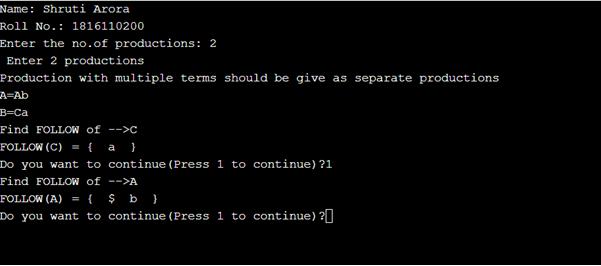 Name: Shruti Arora
Roll No.: 1816110200
Enter the no.of productions: 2
Enter 2 productions
Production with multiple terms should be give as separate productions
A=Ab
B=Ca
Find FOLLOW of -->C
FOLLOW(C) = {  a  }
Do you want to continue(Press 1 to continue)?1
Find FOLLOW of -->A
FOLLOW(A) = {  $  b  }
Do you want to continue(Press 1 to continue)?